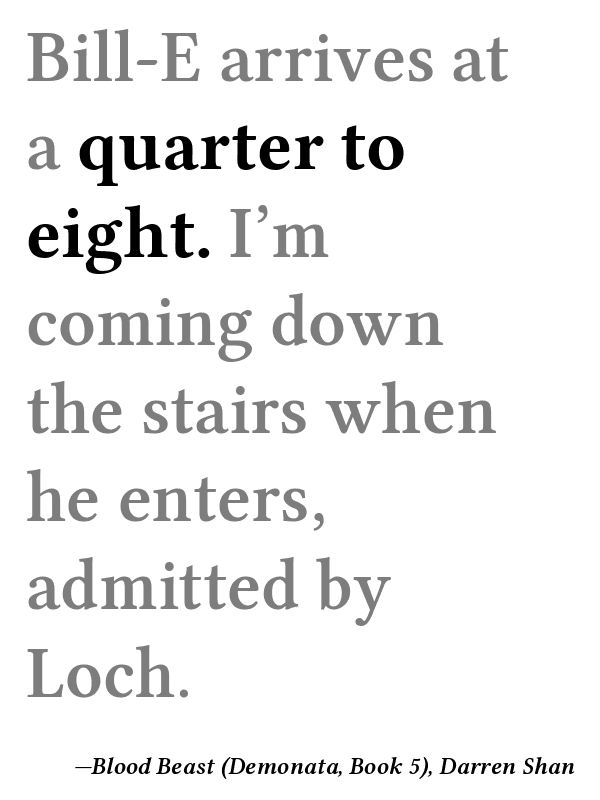 Bill-E arrives at
a quarter to
eight. I’m
coming down
the stairs when
he enters,
admitted by
Loch.
—Blood Beast (Demonata, Book 5), Darren Shan